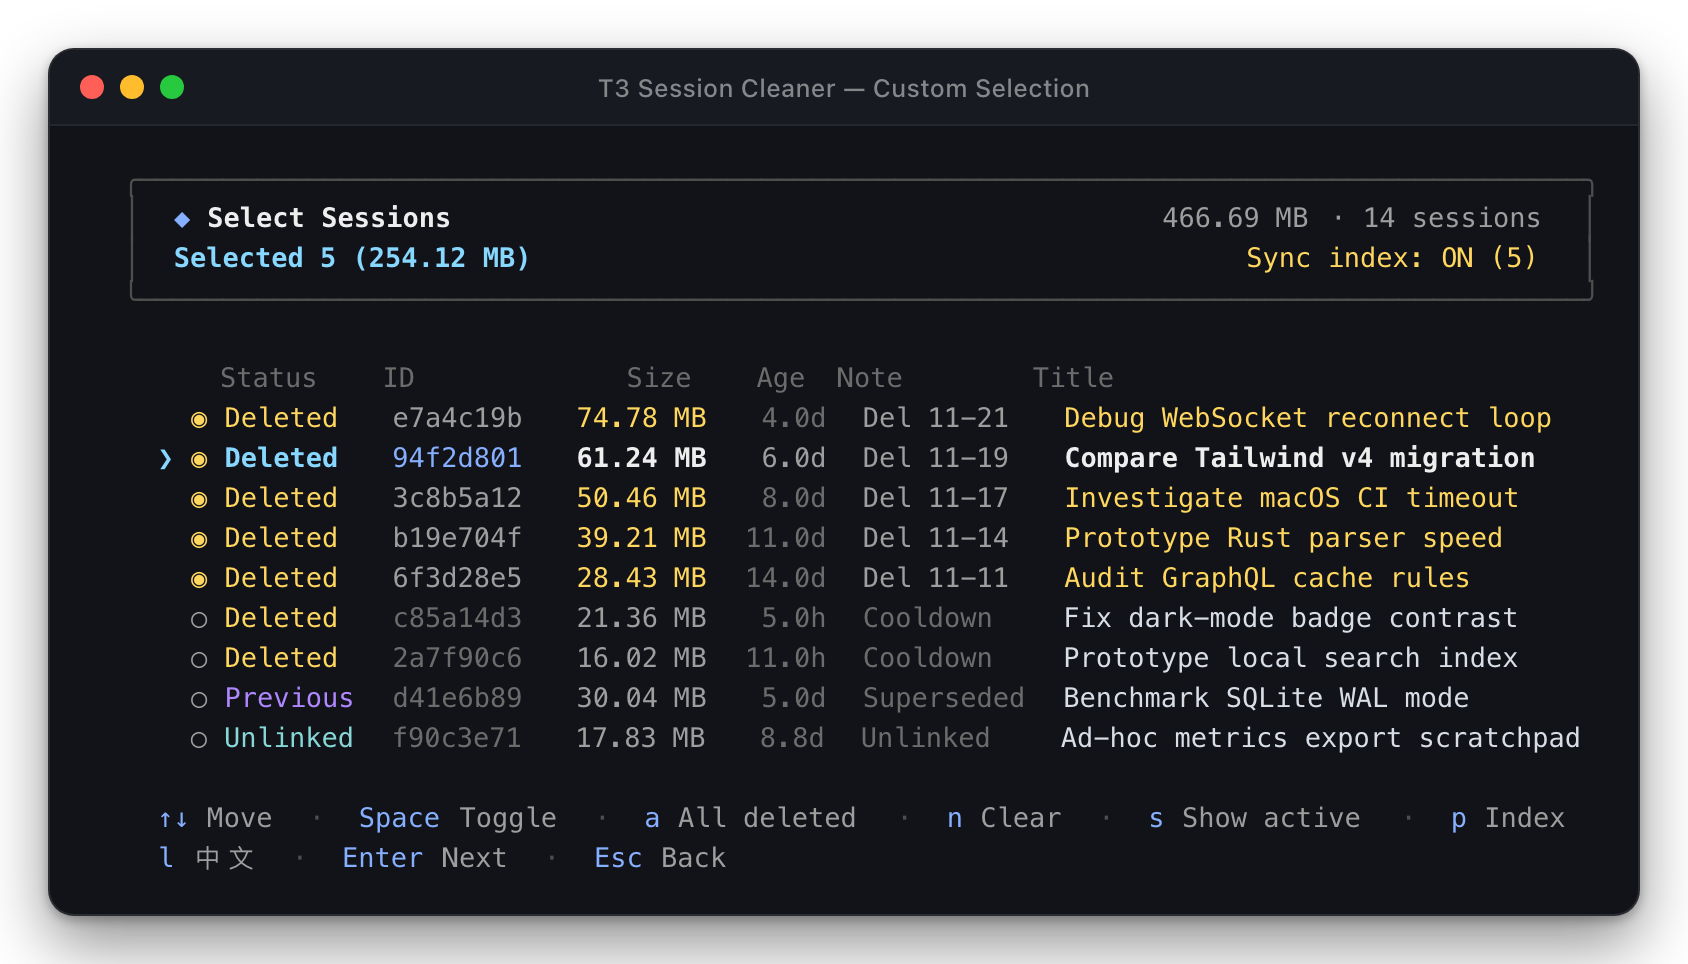 T3 Session Cleaner — Custom Selection
◆ Select Sessions 466.69 MB · 14 sessions
Selected 5 (254.12 MB) Sync index: ON (5)
Status ID Size Age Note Title
◉ Deleted e7a4c19b 74.78 MB 4.0d Del 11-21 Debug WebSocket reconnect loop
❯ ◉ Deleted 94f2d801 61.24 MB 6.0d Del 11-19 Compare Tailwind v4 migration
◉ Deleted 3c8b5a12 50.46 MB 8.0d Del 11-17 Investigate macOS CI timeout
◉ Deleted b19e704f 39.21 MB 11.0d Del 11-14 Prototype Rust parser speed
◉ Deleted 6f3d28e5 28.43 MB 14.0d Del 11-11 Audit GraphQL cache rules
○ Deleted c85a14d3 21.36 MB 5.0h Cooldown Fix dark-mode badge contrast
○ Deleted 2a7f90c6 16.02 MB 11.0h Cooldown Prototype local search index
○ Previous d41e6b89 30.04 MB 5.0d Superseded Benchmark SQLite WAL mode
○ Unlinked f90c3e71 17.83 MB 8.8d Unlinked Ad-hoc metrics export scratchpad
↑↓ Move · Space Toggle · a All deleted · n Clear · s Show active · p Index
l 中文 · Enter Next · Esc Back